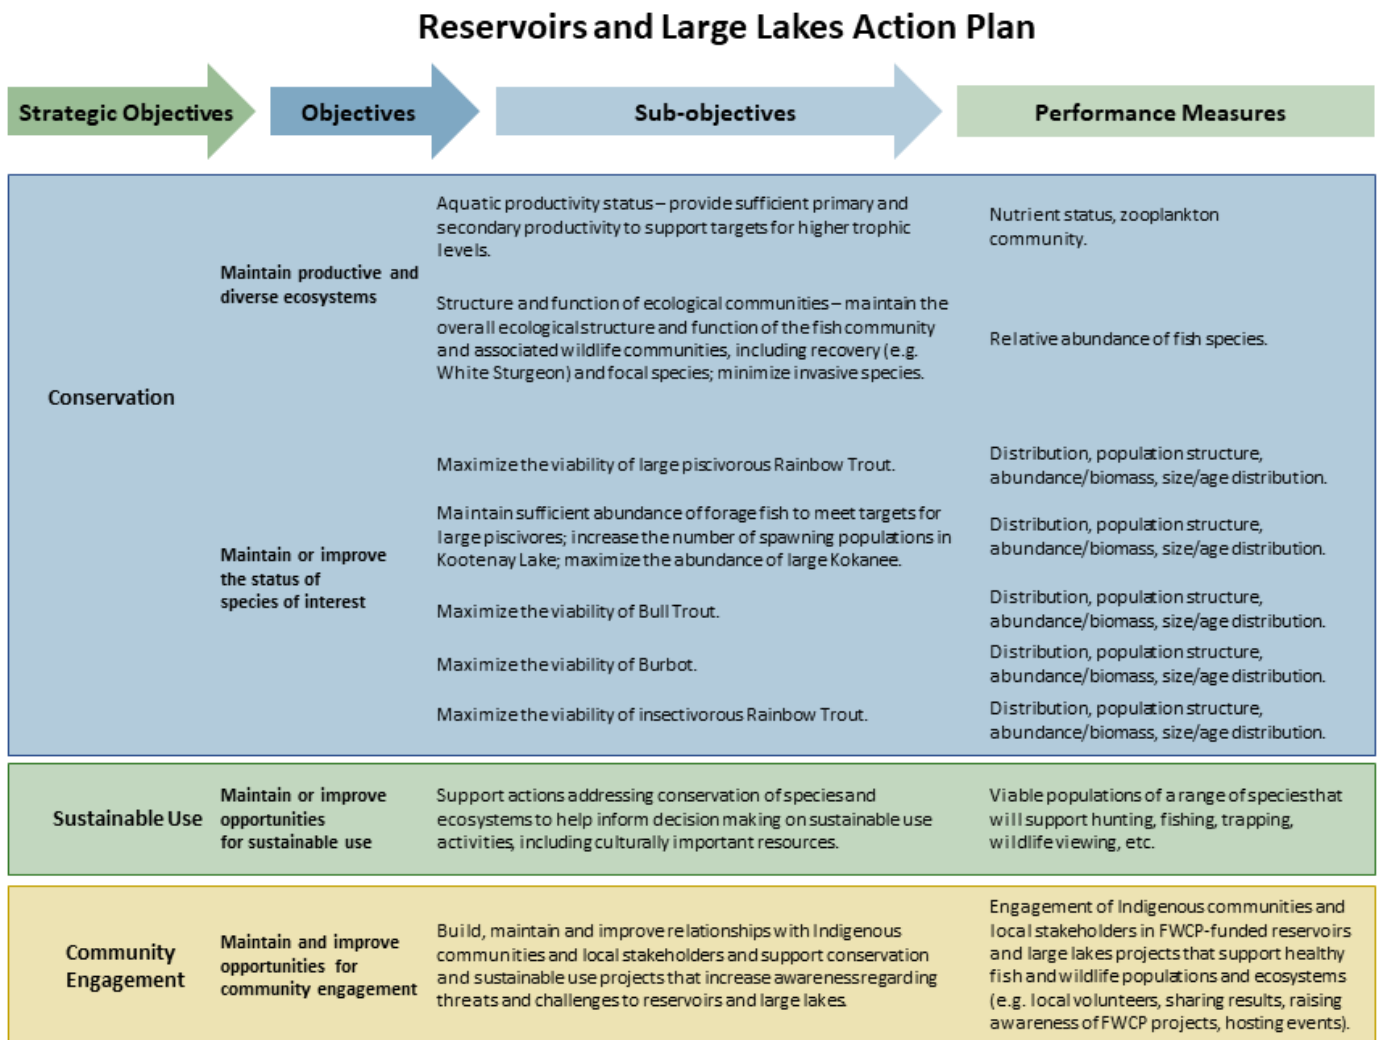 Reservoirs and Large Lakes Action Plan
Strategic Objectives
Objectives
Sub-objectives
Performance Measures
Conservation
Maintain productive and
diverse ecosystems
Aquatic productivity status – provide sufficient primary and
secondary productivity to support targets for higher trophic
levels.
Nutrient status, zooplankton
community.
Structure and function of ecological communities – maintain the
overall ecological structure and function of the fish community
and associated wildlife communities, including recovery (e.g.
White Sturgeon) and focal species; minimize invasive species.
Relative abundance of fish species.
Maintain or improve
the status of
species of interest
Maximize the viability of large piscivorous Rainbow Trout.
Distribution, population structure,
abundance/biomass, size/age distribution.
Maintain sufficient abundance of forage fish to meet targets for
large piscivores; increase the number of spawning populations in
Kootenay Lake; maximize the abundance of large Kokanee.
Distribution, population structure,
abundance/biomass, size/age distribution.
Maximize the viability of Bull Trout.
Distribution, population structure,
abundance/biomass, size/age distribution.
Maximize the viability of Burbot.
Distribution, population structure,
abundance/biomass, size/age distribution.
Maximize the viability of insectivorous Rainbow Trout.
Distribution, population structure,
abundance/biomass, size/age distribution.
Sustainable Use
Maintain or improve
opportunities
for sustainable use
Support actions addressing conservation of species and
ecosystems to help inform decision making on sustainable use
activities, including culturally important resources.
Viable populations of a range of species that
will support hunting, fishing, trapping,
wildlife viewing, etc.
Community
Engagement
Maintain and improve
opportunities for
community engagement
Build, maintain and improve relationships with Indigenous
communities and local stakeholders and support conservation
and sustainable use projects that increase awareness regarding
threats and challenges to reservoirs and large lakes.
Engagement of Indigenous communities and
local stakeholders in FWCP-funded reservoirs
and large lakes projects that support healthy
fish and wildlife populations and ecosystems
(e.g. local volunteers, sharing results, raising
awareness of FWCP projects, hosting events).